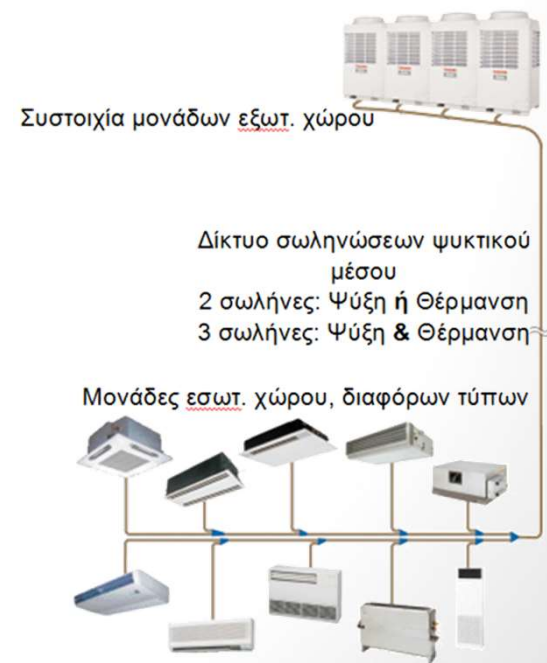 Συστοιχία μονάδων εξωτ. χώρου
Δίκτυο σωληνώσεων ψυκτικού
μέσου
2 σωλήνες: Ψύξη ή Θέρμανση
3 σωλήνες: Ψύξη & Θέρμανση
Μονάδες εσωτ. χώρου, διαφόρων τύπων